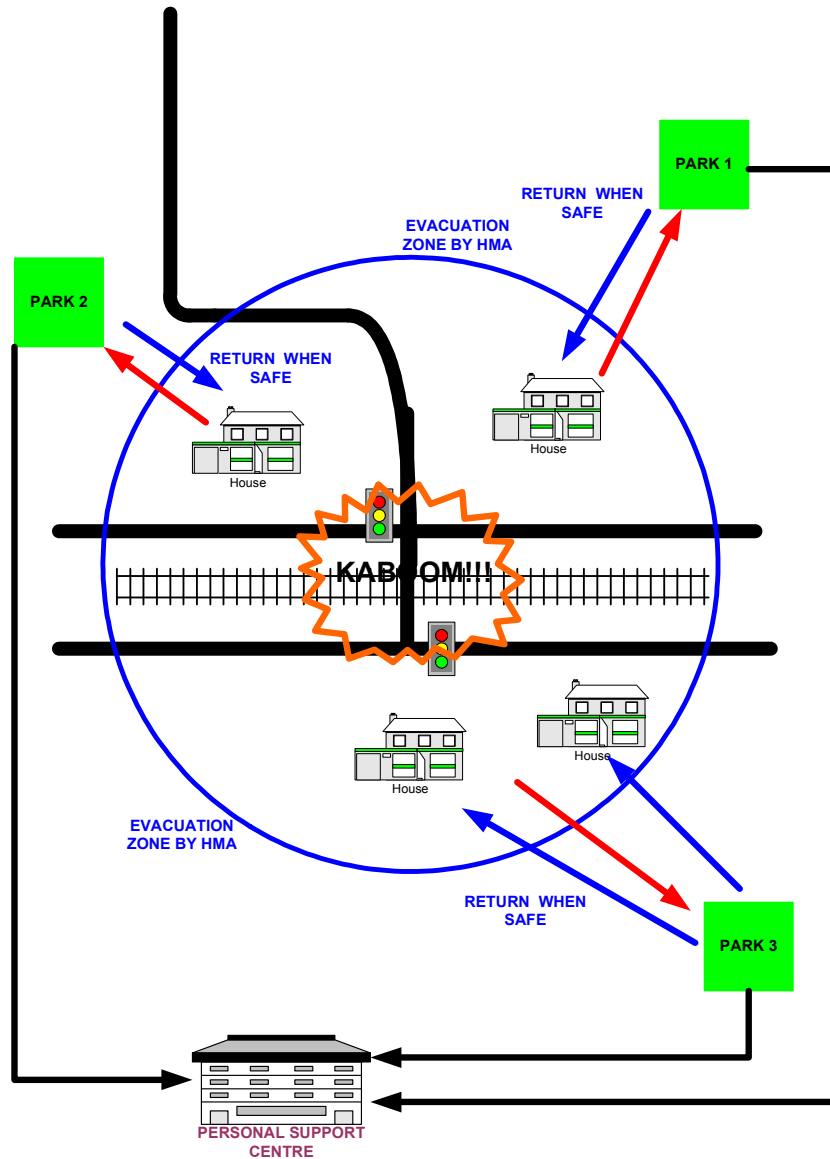 PARK 1
RETURN WHEN
SAFE
EVACUATION
ZONE BY HMA
PARK 2
RETURN WHEN
SAFE
House
House
KABOOM!!!
House
House
EVACUATION
ZONE BY HMA
RETURN WHEN
SAFE
PARK 3
PERSONAL SUPPORT
CENTRE